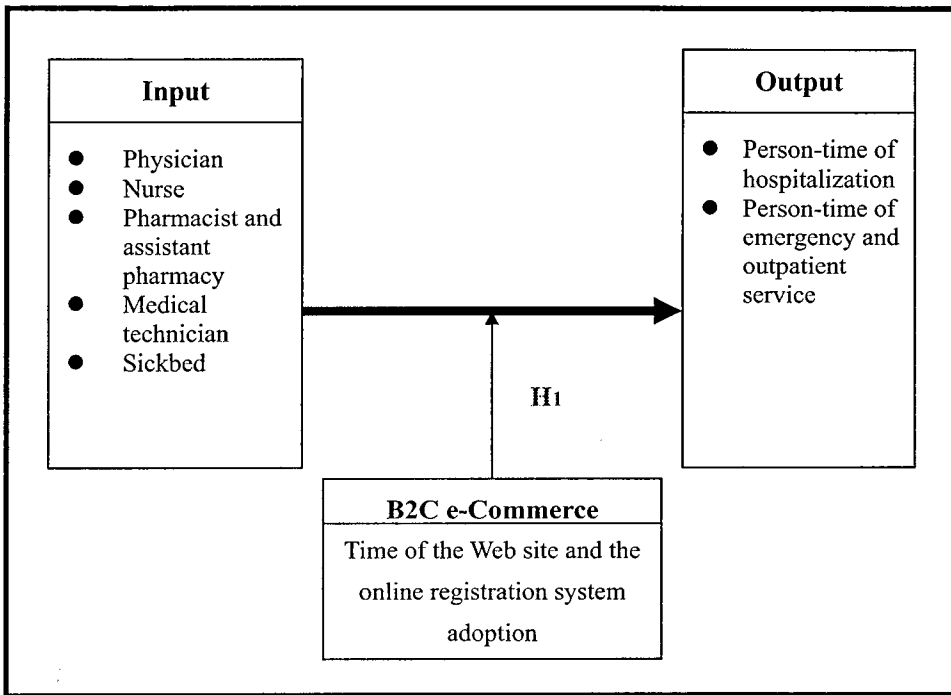 Input
● Physician
● Nurse
● Pharmacist and
assistant
pharmacy
● Medical
technician
● Sickbed
Output
● Person-time of
hospitalization
● Person-time of
emergency and
outpatient
service
H1
B2C e-Commerce
Time of the Web site and the
online registration system
adoption